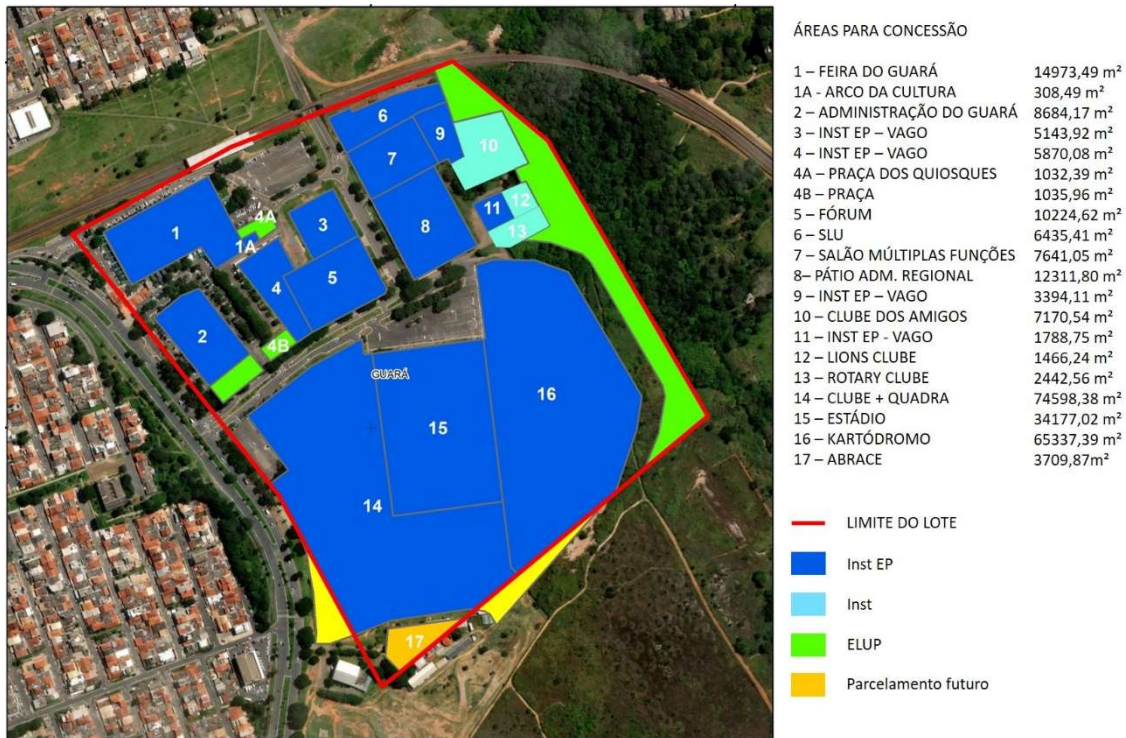 ÁREAS PARA CONCESSÃO
1 – FEIRA DO GUARÁ 14973,49 m²
1A - ARCO DA CULTURA 308,49 m²
2 – ADMINISTRAÇÃO DO GUARÁ 8684,17 m²
3 – INST EP – VAGO 5143,92 m²
4 – INST EP – VAGO 5870,08 m²
4A – PRAÇA DOS QUIOSQUES 1032,39 m²
4B – PRAÇA 1035,96 m²
5 – FÓRUM 10224,62 m²
6 – SLU 6435,41 m²
7 – SALÃO MÚLTIPLAS FUNÇÕES 7641,05 m²
8– PÁTIO ADM. REGIONAL 12311,80 m²
9 – INST EP – VAGO 3394,11 m²
10 – CLUBE DOS AMIGOS 7170,54 m²
11 – INST EP - VAGO 1788,75 m²
12 – LIONS CLUBE 1466,24 m²
13 – ROTARY CLUBE 2442,56 m²
14 – CLUBE + QUADRA 74598,38 m²
15 – ESTÁDIO 34177,02 m²
16 – KARTÓDROMO 65337,39 m²
17 – ABRACE 3709,87m²
LIMITE DO LOTE
Inst EP
Inst
ELUP
Parcelamento futuro
6
9
10
7
12
11
13
8
4A
3
1
1A
5
4
2
4B
GUARÁ
16
15
14
17